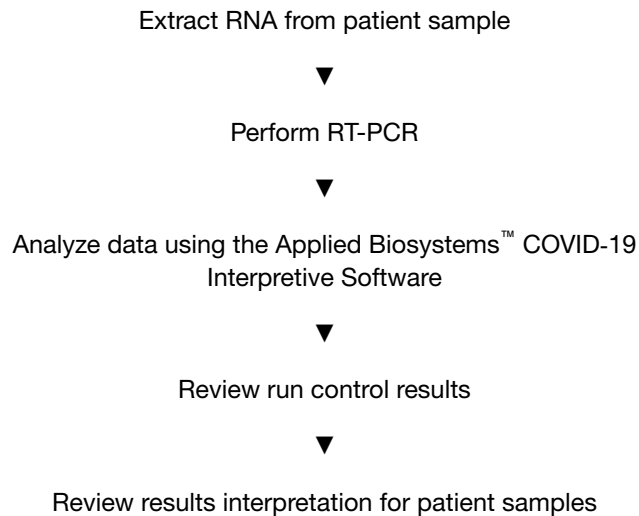 Extract RNA from patient sample
▼
Perform RT-PCR
▼
Analyze data using the Applied Biosystems™ COVID-19
Interpretive Software
▼
Review run control results
▼
Review results interpretation for patient samples